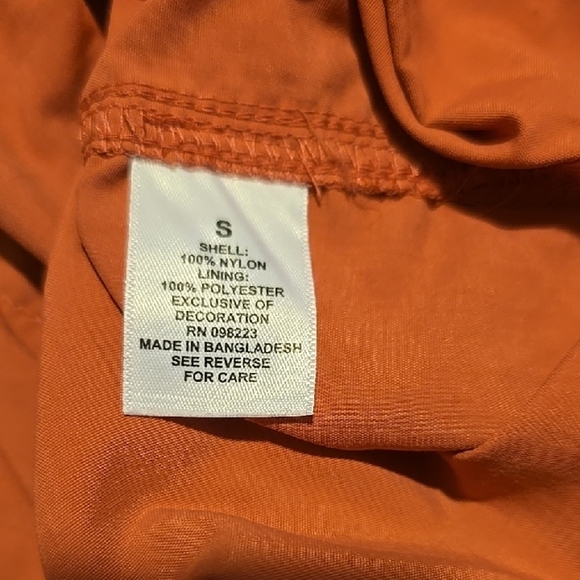 S
SHELL:
100% NYLON
LINING:
100% POLYESTER
EXCLUSIVE OF
DECORATION
RN 098223
MADE IN BANGLADESH
SEE REVERSE
FOR CARE